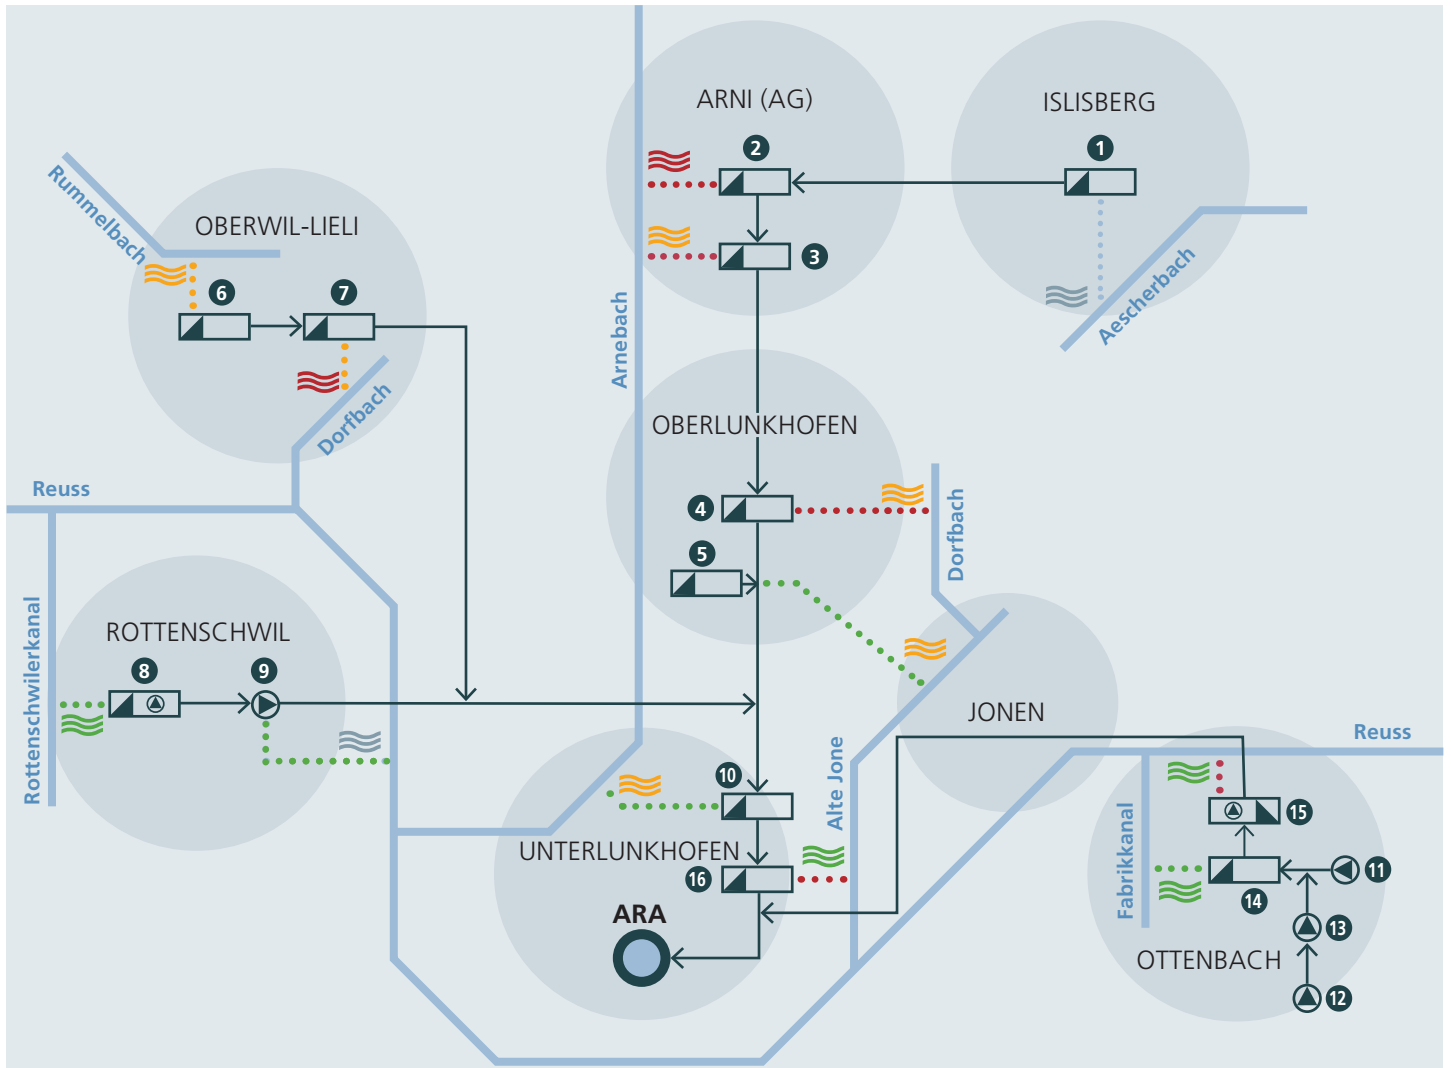 ARNI (AG)
ISLISBERG
2
1
Rummelbach
OBERWIL-LIELI
3
6
7
Aescherbach
Arnebach
Dorfbach
OBERLUNKHOFEN
Reuss
4
Dorfbach
5
Rottenschwilerkanal
ROTTENSCHWIL
8
9
JONEN
Reuss
10
Alte Jone
15
UNTERLUNKHOFEN
16
Fabrikkanal
11
14
ARA
13
OTTENBACH
12